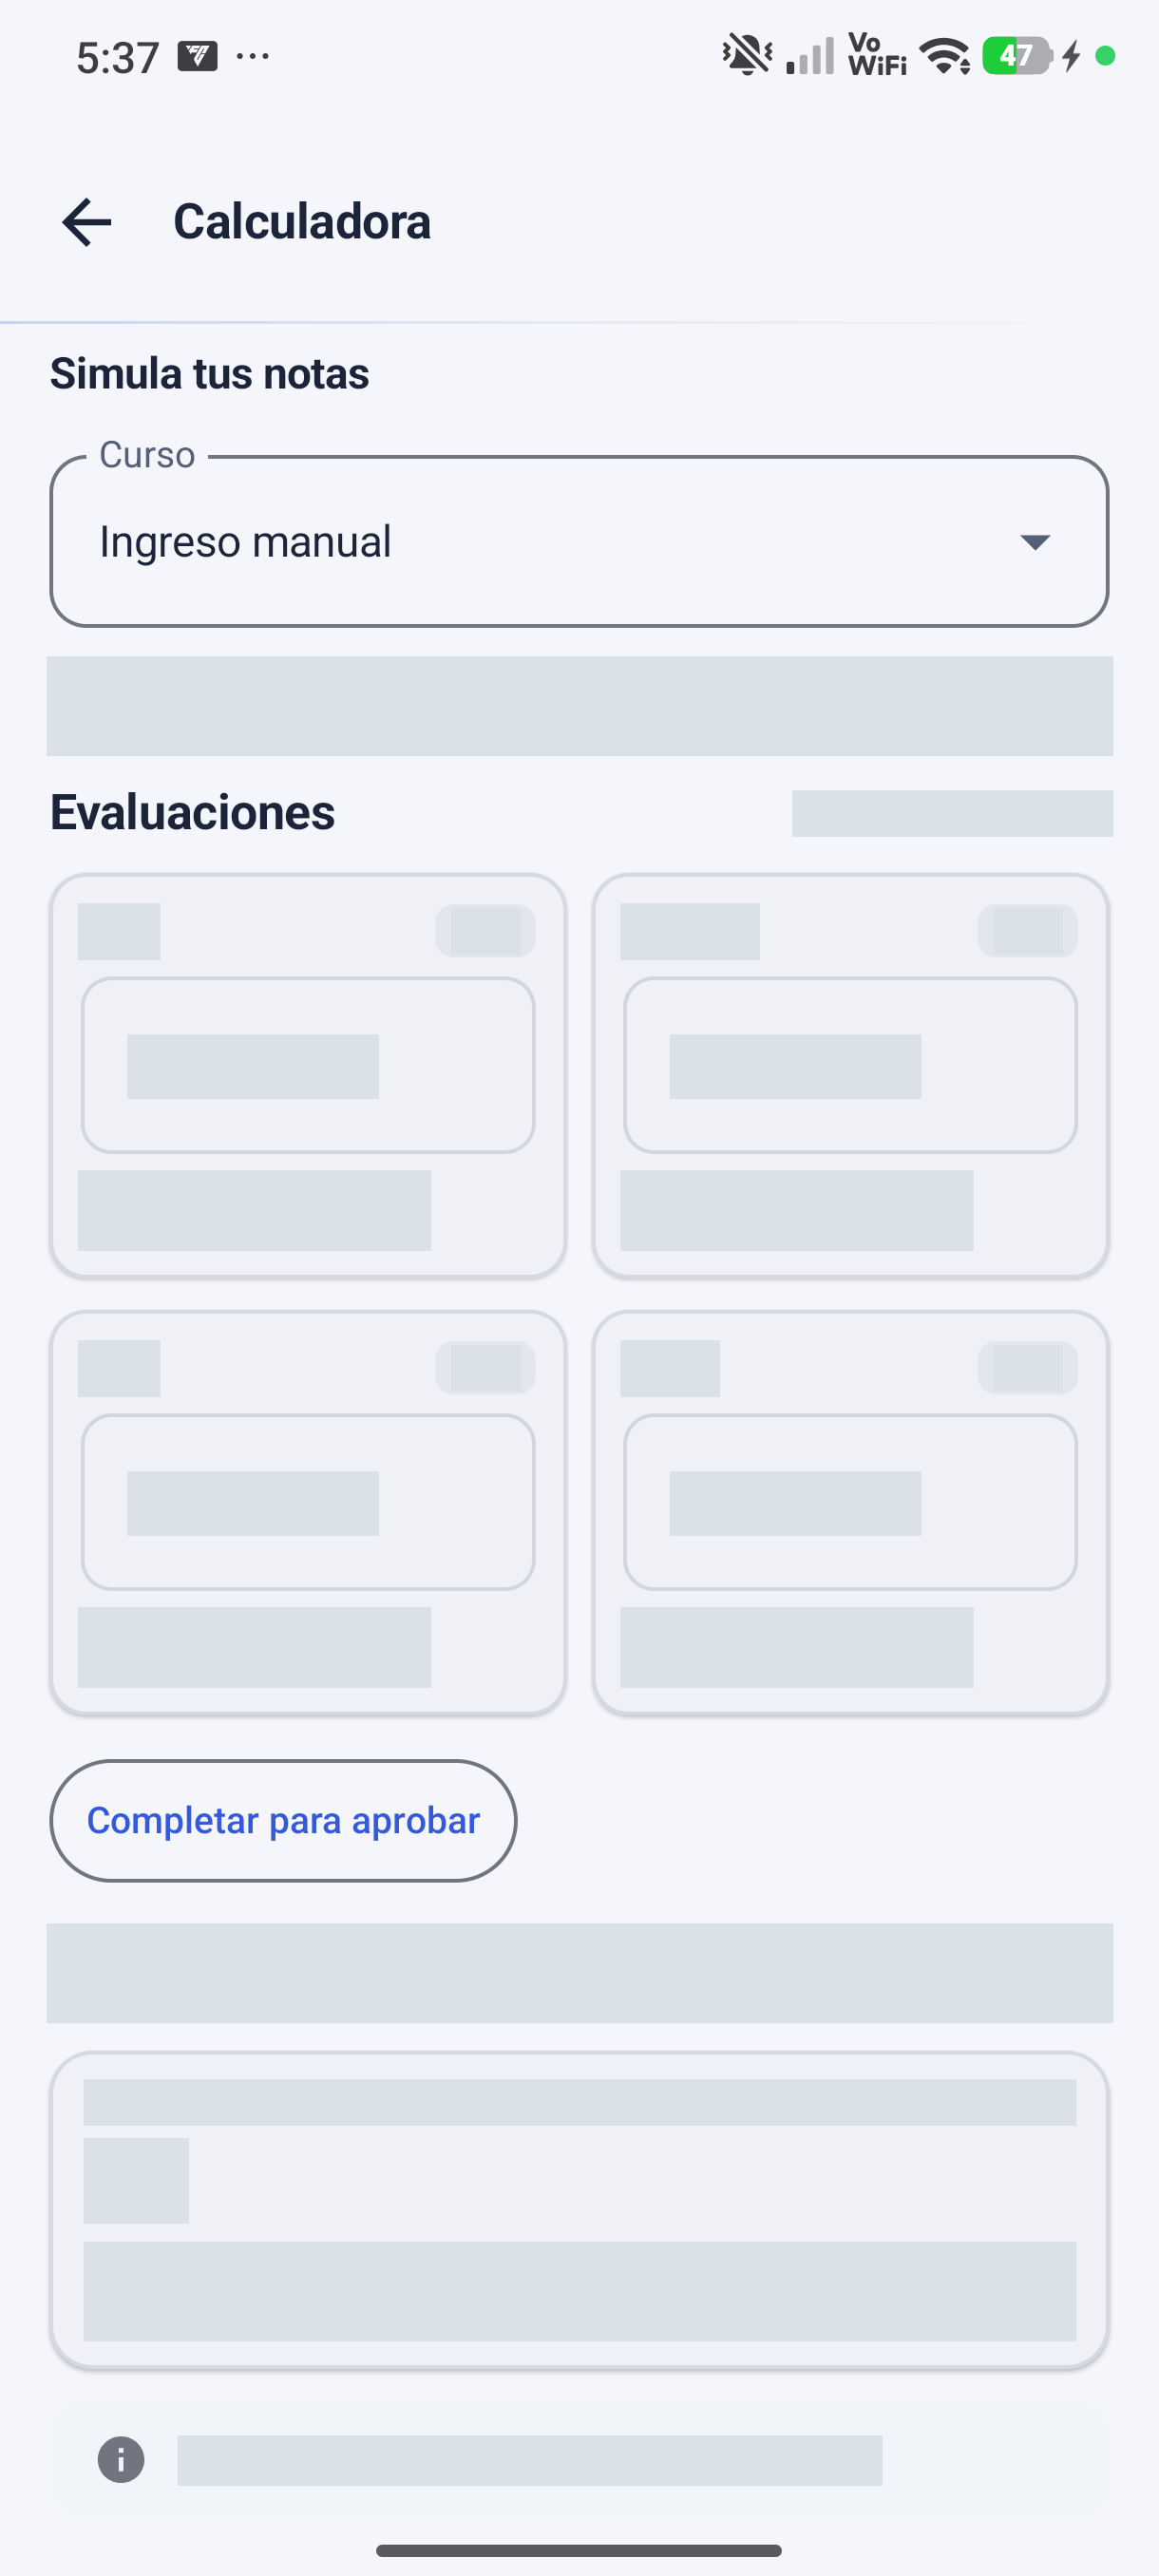 5:37
Vo
WiFi
47
Calculadora
Simula tus notas
Curso
Ingreso manual
Evaluaciones
Completar para aprobar